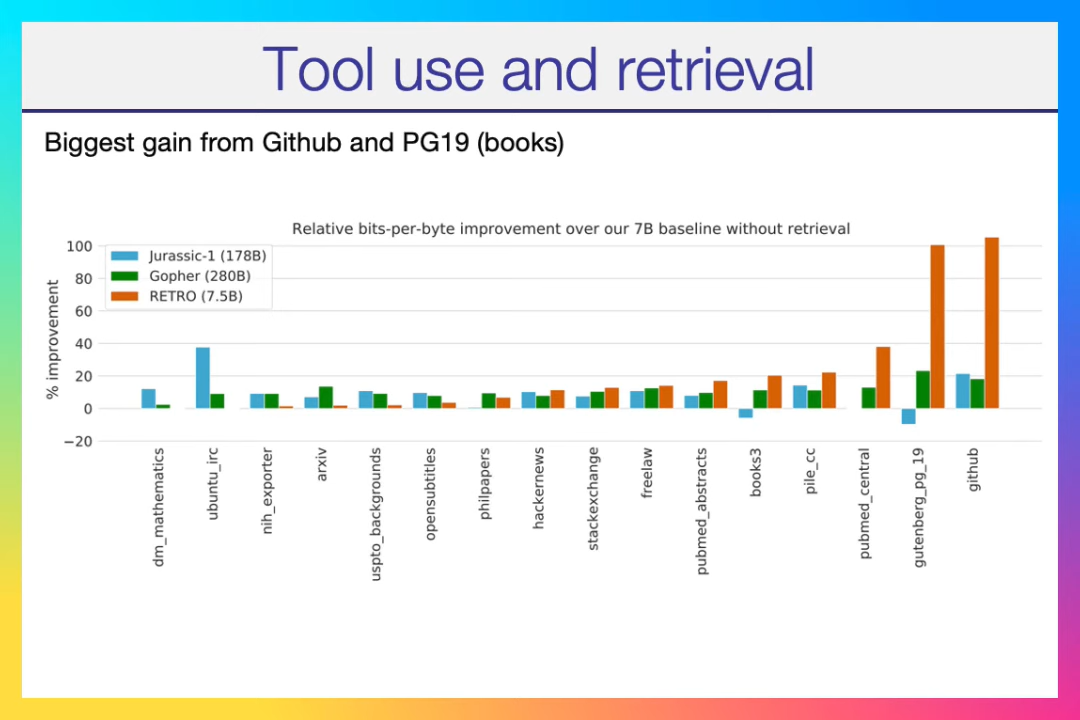 Tool use and retrieval
Biggest gain from Github and PG19 (books)
Relative bits-per-byte improvement over our 7B baseline without retrieval
% improvement
100
80
60
40
20
0
−20
Jurassic-1 (178B)
Gopher (280B)
RETRO (7.5B)
dm_mathematics
ubuntu_irc
nih_exporter
arxiv
uspto_backgrounds
opensubtitles
philpapers
hackernews
stackexchange
freelaw
pubmed_abstracts
books3
pile_cc
pubmed_central
gutenberg_pg_19
github